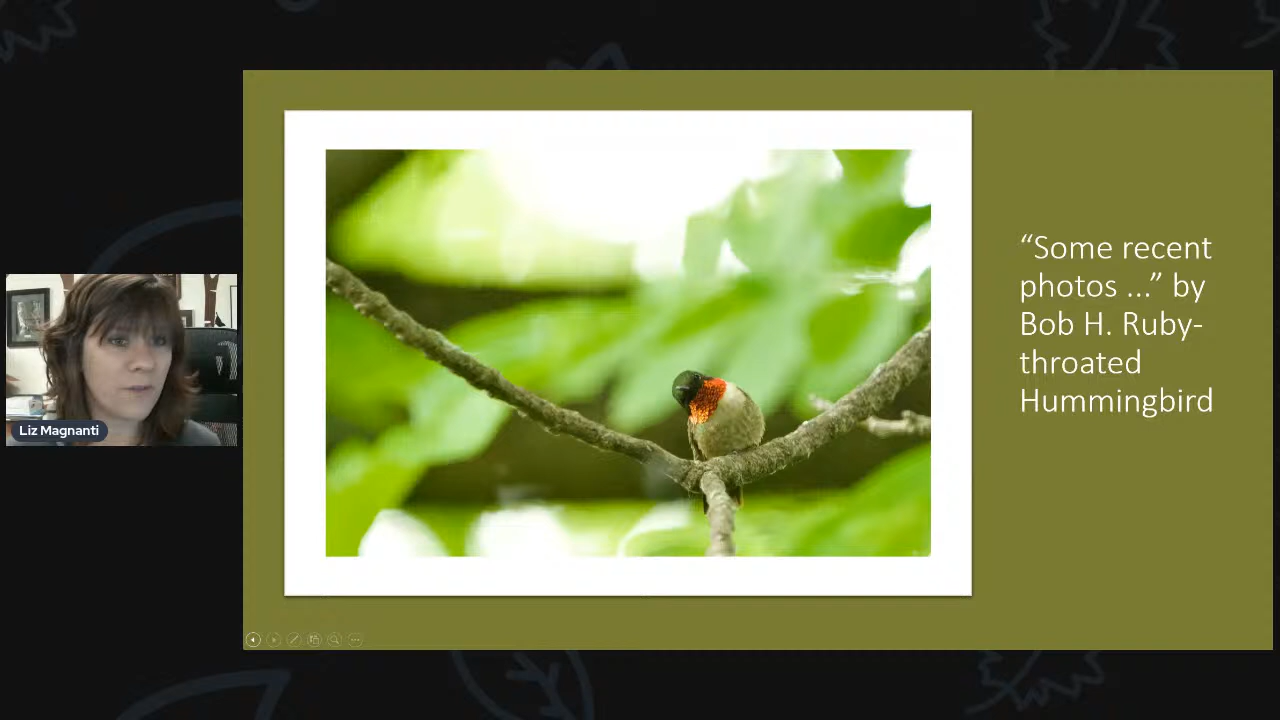 Liz Magnanti
“Some recent
photos ...” by
Bob H. Ruby-
throated
Hummingbird